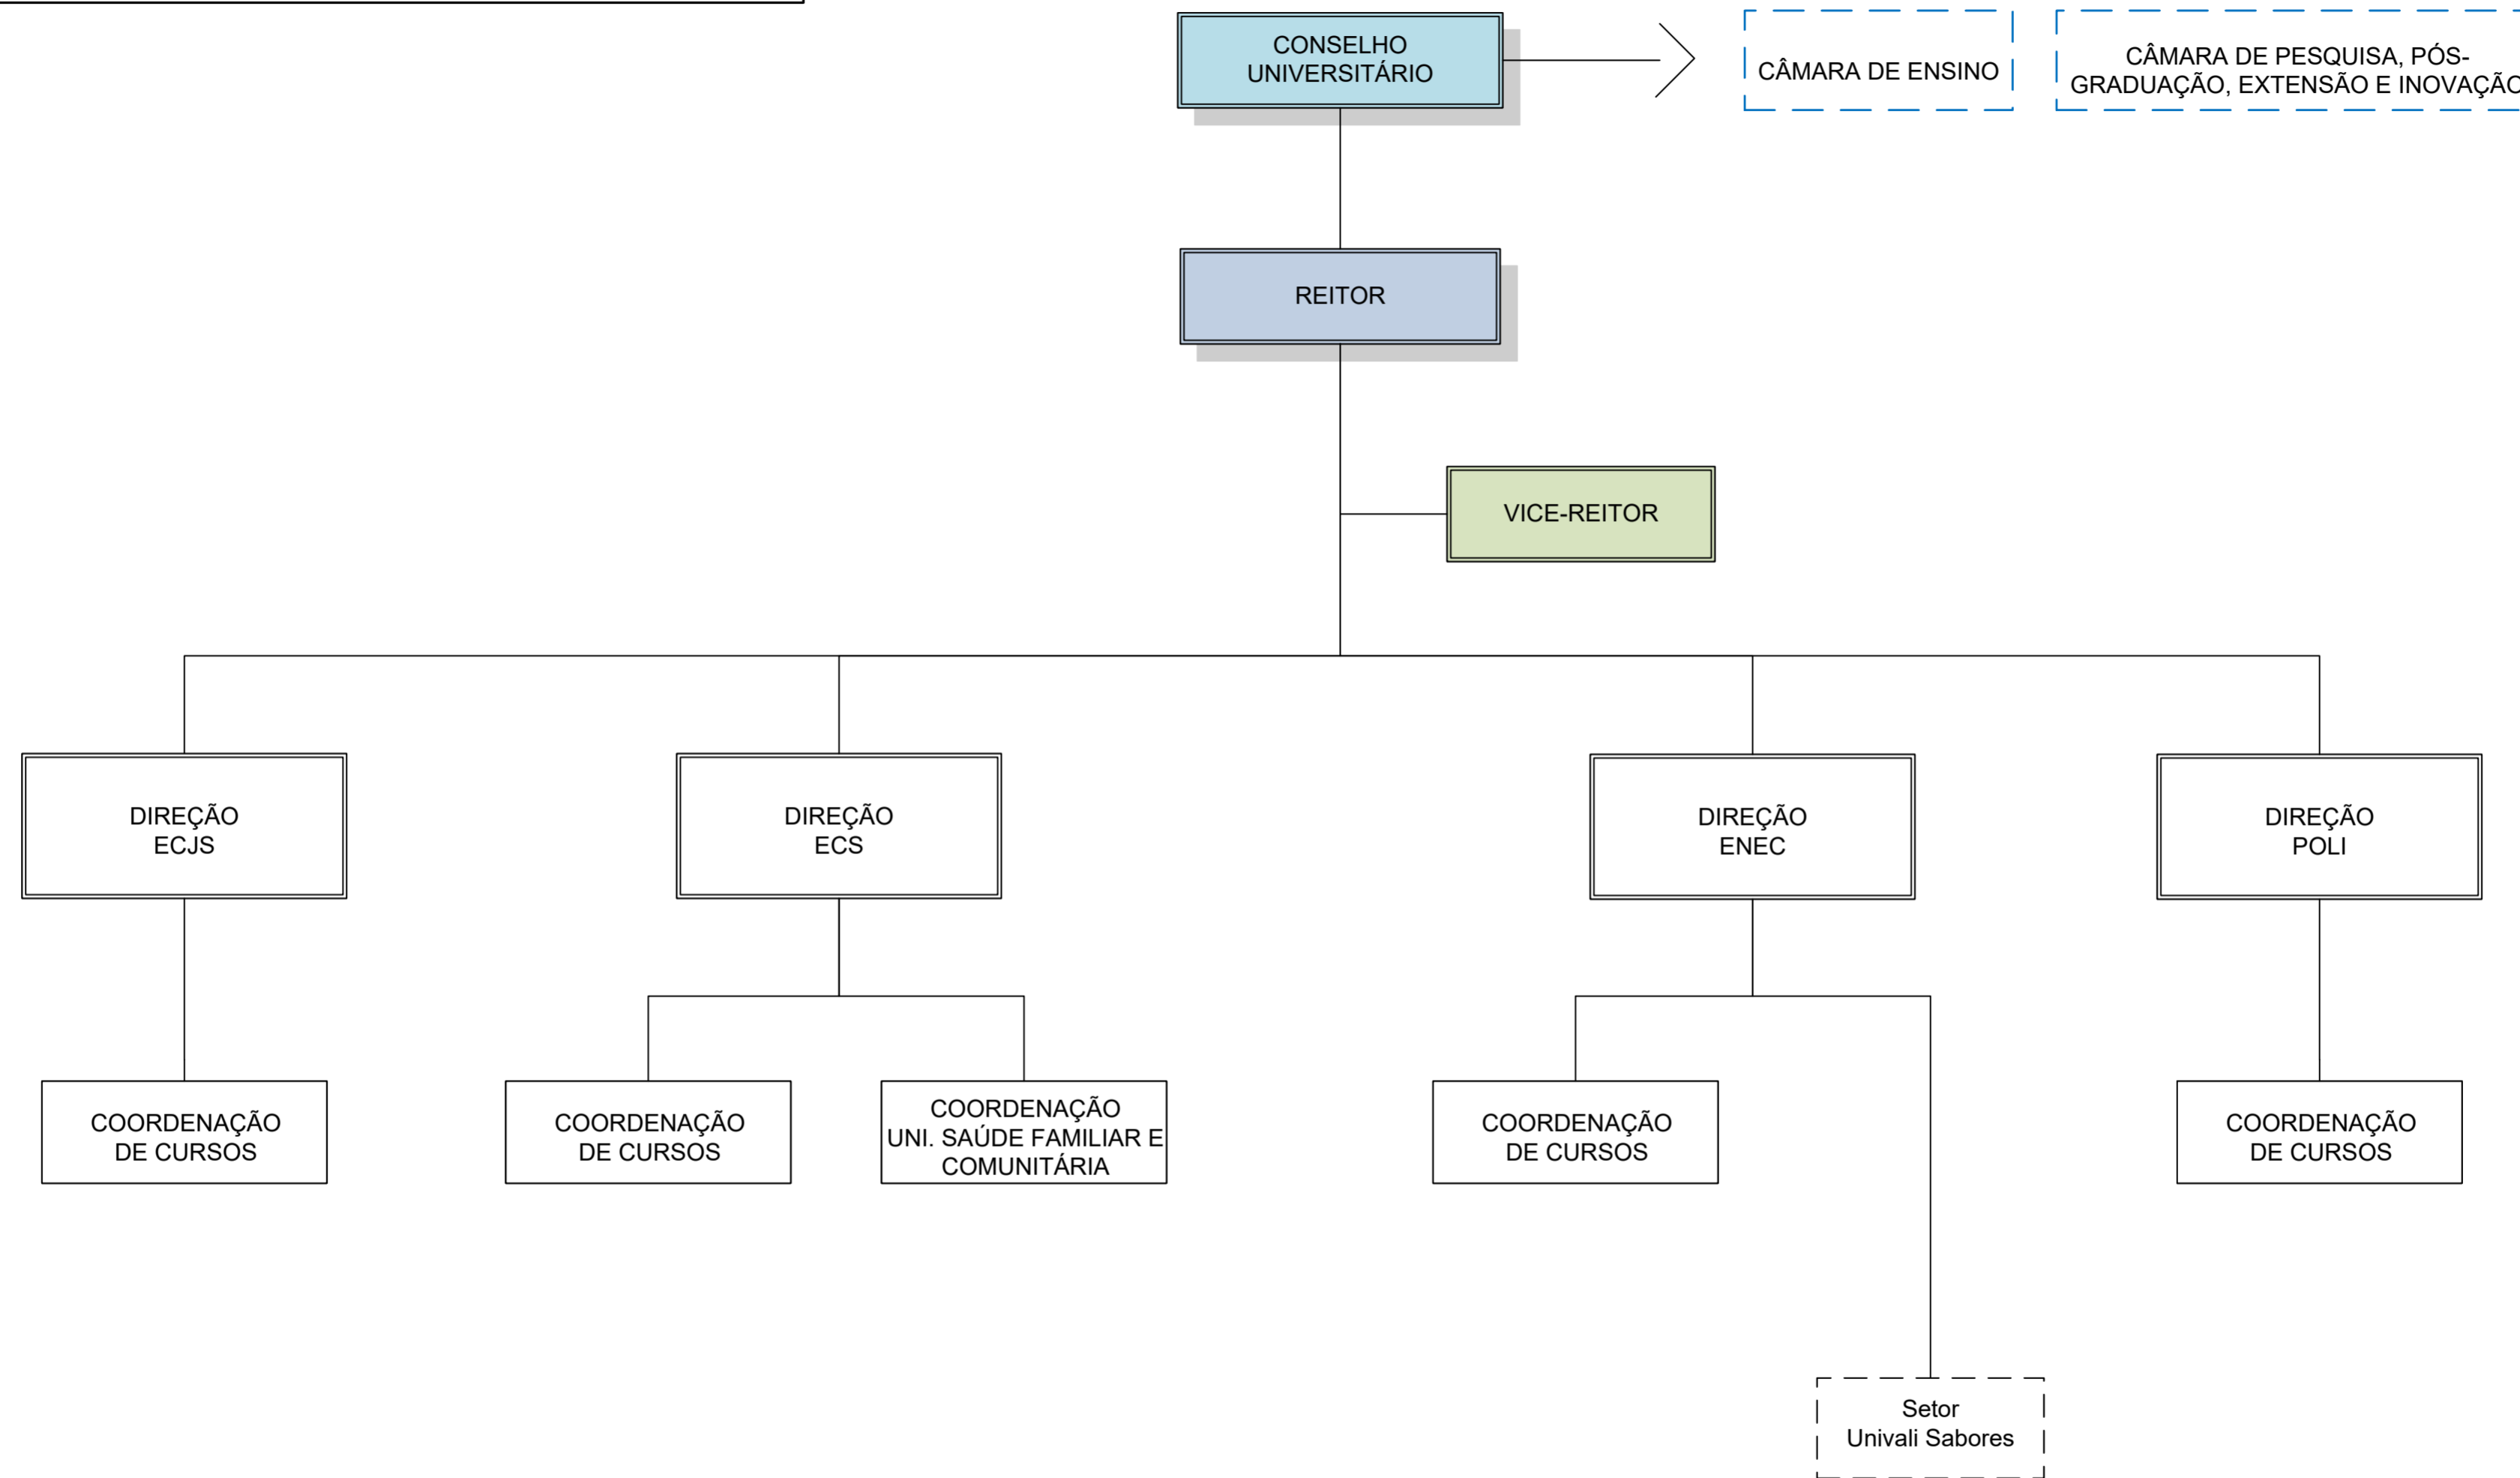 CONSELHO
UNIVERSITÁRIO
CÂMARA DE ENSINO
CÂMARA DE PESQUISA, PÓS-
GRADUAÇÃO, EXTENSÃO E INOVAÇÃO
REITOR
VICE-REITOR
DIREÇÃO
ECJS
DIREÇÃO
ECS
DIREÇÃO
ENEC
DIREÇÃO
POLI
COORDENAÇÃO
DE CURSOS
COORDENAÇÃO
DE CURSOS
COORDENAÇÃO
UNI. SAÚDE FAMILIAR E
COMUNITÁRIA
COORDENAÇÃO
DE CURSOS
COORDENAÇÃO
DE CURSOS
Setor
Univali Sabores